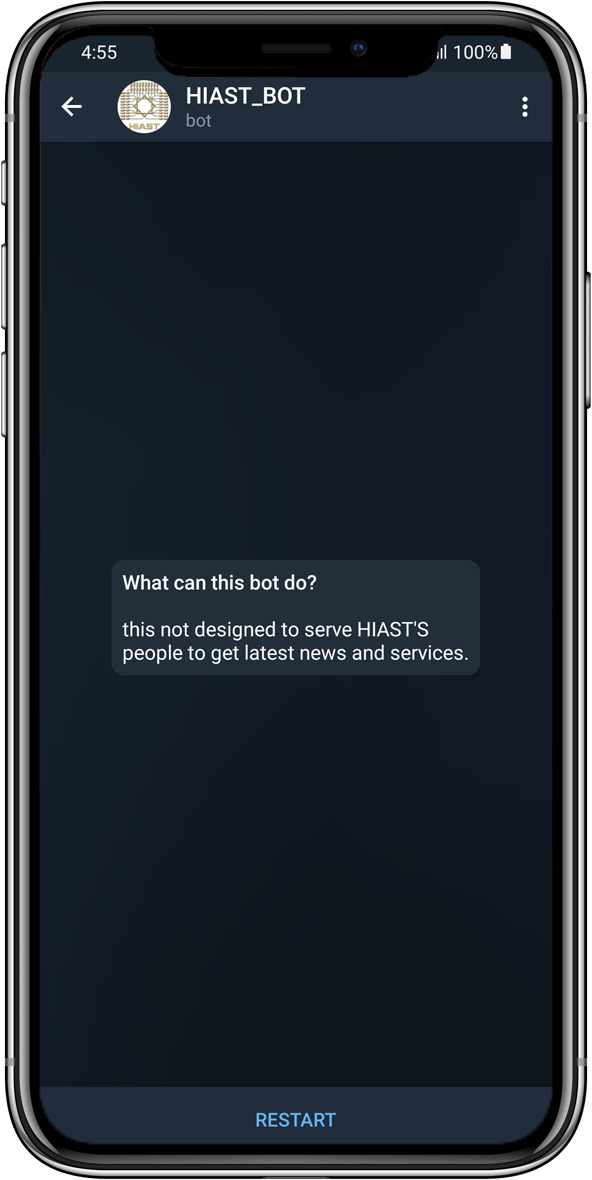 4:55
100%
HIAST_BOT
bot
HIAST
What can this bot do?
this not designed to serve HIAST'S
people to get latest news and services.
RESTART